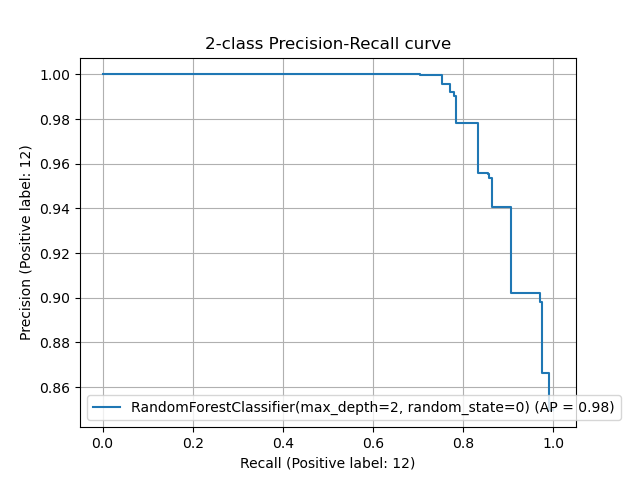 2-class Precision-Recall curve
1.00
0.98
0.96
0.94
0.92
0.90
0.88
0.86
Precision (Positive label: 12)
RandomForestClassifier(max_depth=2, random_state=0) (AP = 0.98)
0.0 0.2 0.4 0.6 0.8 1.0
Recall (Positive label: 12)